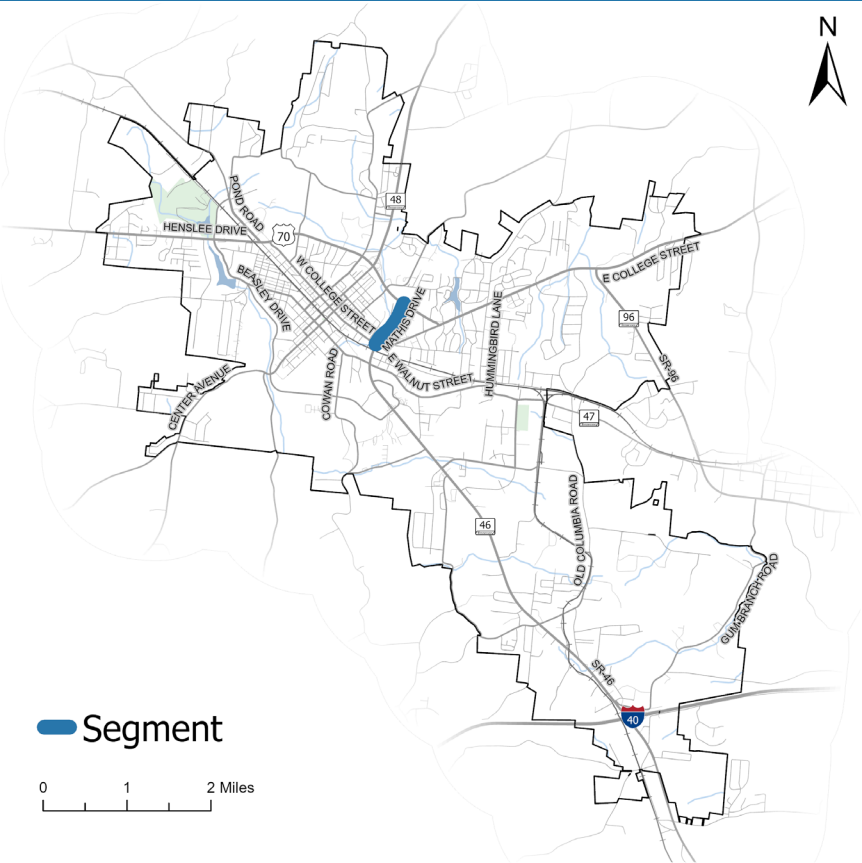 N
48
POND ROAD
HENSLEE DRIVE
70
W COLLEGE STREET
BEASLEY DRIVE
E COLLEGE STREET
MATHIS DRIVE
HUMMINGBIRD LANE
96
SR-96
E WALNUT STREET
COWAN ROAD
CENTER AVENUE
47
46
OLD COLUMBIA ROAD
GUM BRANCH ROAD
SR-46
40
Segment
0 1 2 Miles